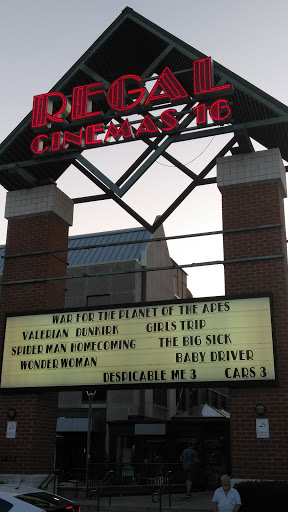 REGAL
CINEMAS 16
WAR FOR THE PLANET OF THE APES
VALERIAN DUNKIRK GIRLS TRIP
SPIDER MAN HOMECOMING THE BIG SICK
WONDER WOMAN BABY DRIVER
DESPICABLE ME 3 CARS 3